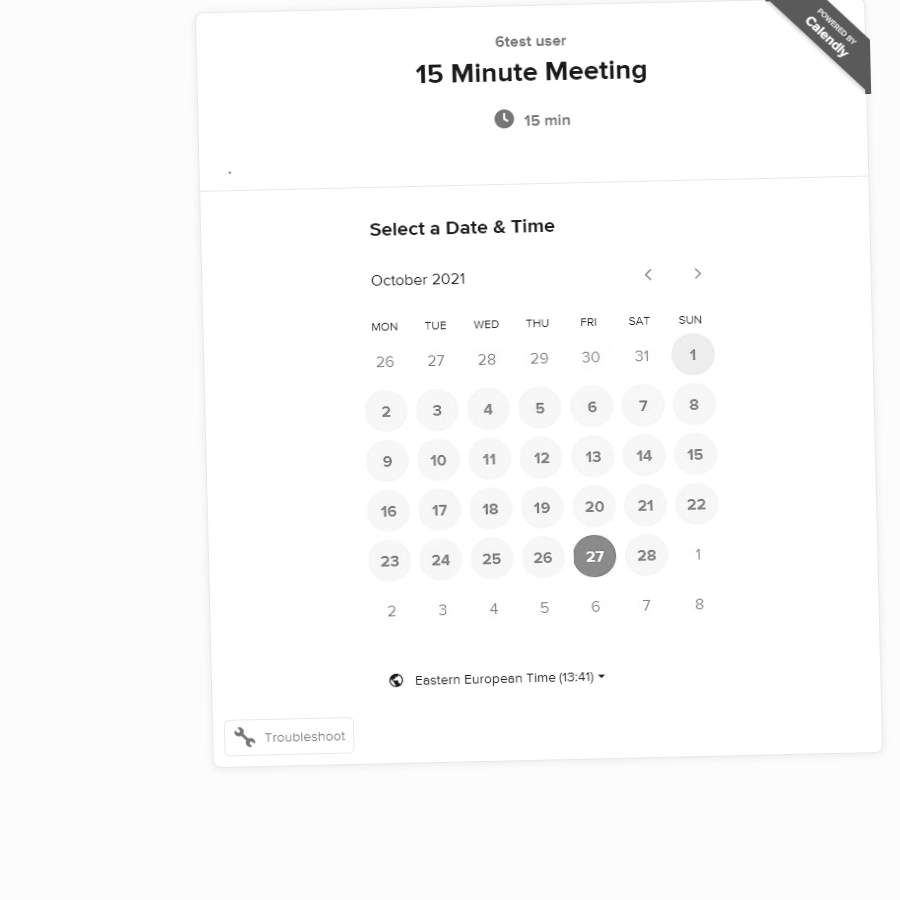 POWERED BY
Calendly
6test user
15 Minute Meeting
15 min
.
Select a Date & Time
October 2021
MON TUE WED THU FRI SAT SUN
26 27 28 29 30 31 1
2 3 4 5 6 7 8
9 10 11 12 13 14 15
16 17 18 19 20 21 22
23 24 25 26 27 28 1
2 3 4 5 6 7 8
Eastern European Time (13:41)
Troubleshoot